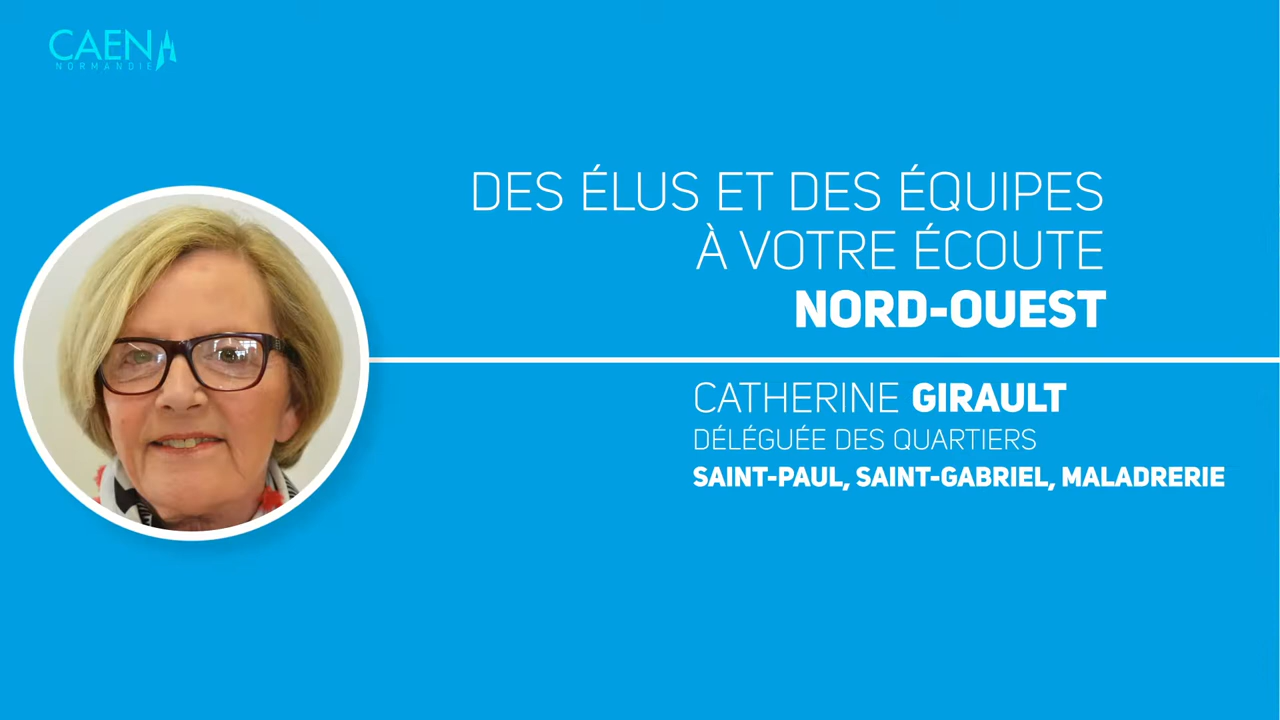 CAEN
NORMANDIE
DES ÉLUS ET DES ÉQUIPES
À VOTRE ÉCOUTE
NORD-OUEST
CATHERINE GIRAULT
DÉLÉGUÉE DES QUARTIERS
SAINT-PAUL, SAINT-GABRIEL, MALADRERIE